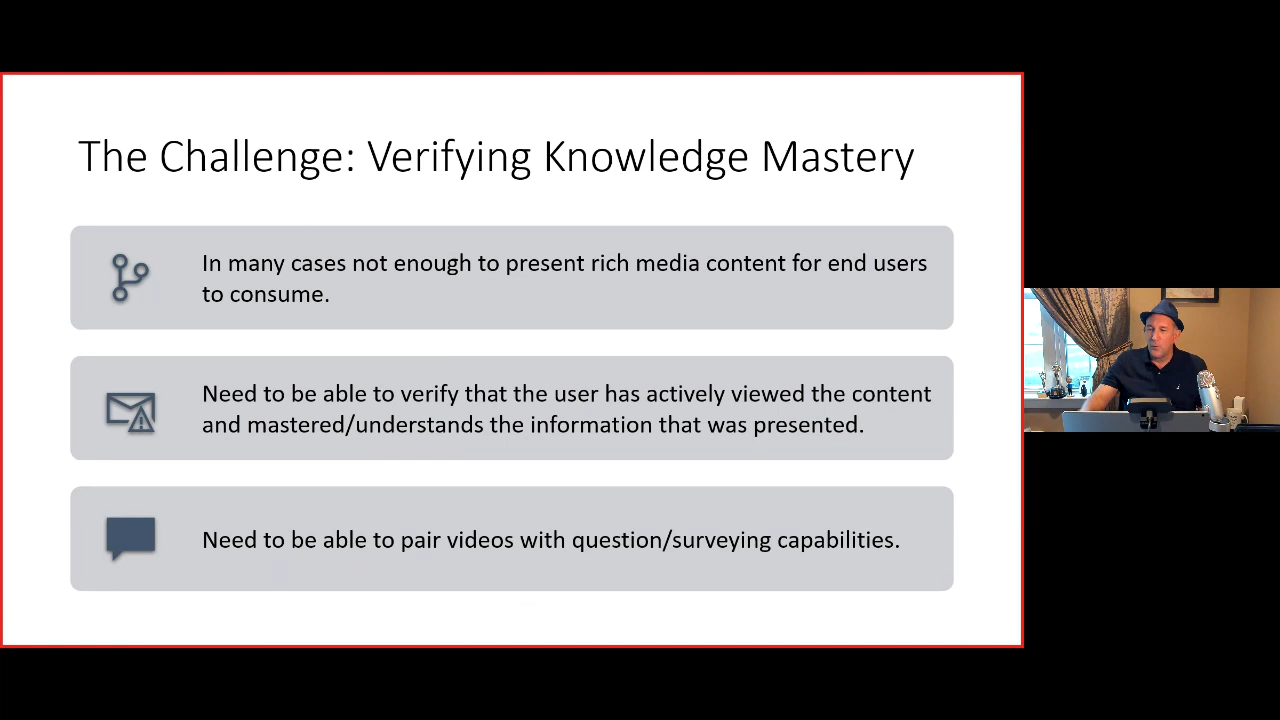 The Challenge: Verifying Knowledge Mastery
In many cases not enough to present rich media content for end users
to consume.
Need to be able to verify that the user has actively viewed the content
and mastered/understands the information that was presented.
Need to be able to pair videos with question/surveying capabilities.